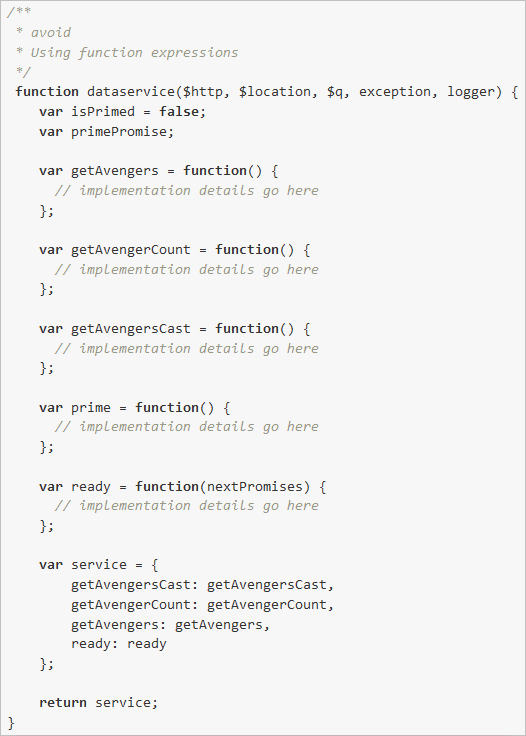 /**
 * avoid
 * Using function expressions
 */
 function dataservice($http, $location, $q, exception, logger) {
    var isPrimed = false;
    var primePromise;

    var getAvengers = function() {
      // implementation details go here
    };

    var getAvengerCount = function() {
      // implementation details go here
    };

    var getAvengersCast = function() {
      // implementation details go here
    };

    var prime = function() {
      // implementation details go here
    };

    var ready = function(nextPromises) {
      // implementation details go here
    };

    var service = {
        getAvengersCast: getAvengersCast,
        getAvengerCount: getAvengerCount,
        getAvengers: getAvengers,
        ready: ready
    };

    return service;
}